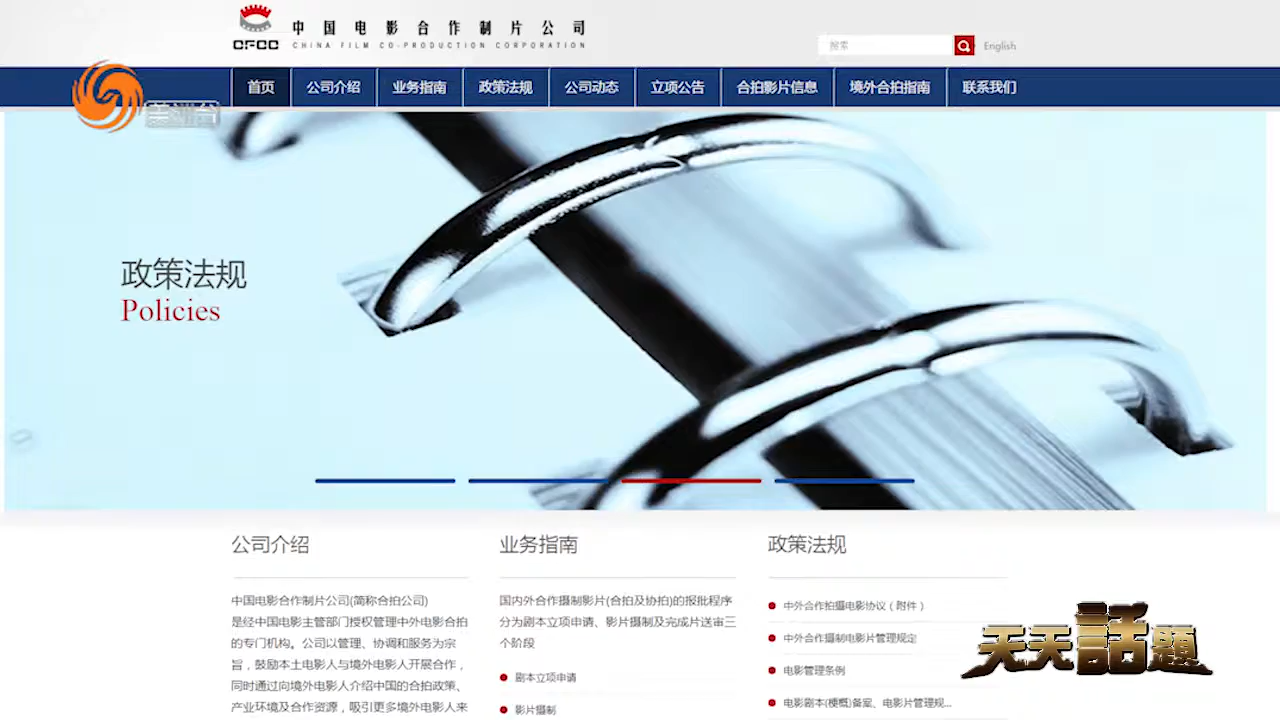 中国电影合作制片公司
CFCC CHINA FILM CO-PRODUCTION CORPORATION
搜索
English
首页 公司介绍 业务指南 政策法规 公司动态 立项公告 合拍影片信息 境外合拍指南 联系我们
美洲台
政策法规
Policies
公司介绍
中国电影合作制片公司(简称合拍公司)
是经中国电影主管部门授权管理中外电影合拍
的专门机构。公司以管理、协调和服务为宗
旨，鼓励本土电影人与境外电影人开展合作，
同时通过向境外电影人介绍中国的合拍政策、
产业环境及合作资源，吸引更多境外电影人来
业务指南
国内外合作摄制影片(合拍及协拍)的报批程序
分为剧本立项申请、影片摄制及完成片送审三
个阶段
剧本立项申请
影片摄制
政策法规
中外合作拍摄电影协议（附件）
中外合作摄制电影片管理规定
电影管理条例
电影剧本(梗概)备案、电影片管理规...
天天話題